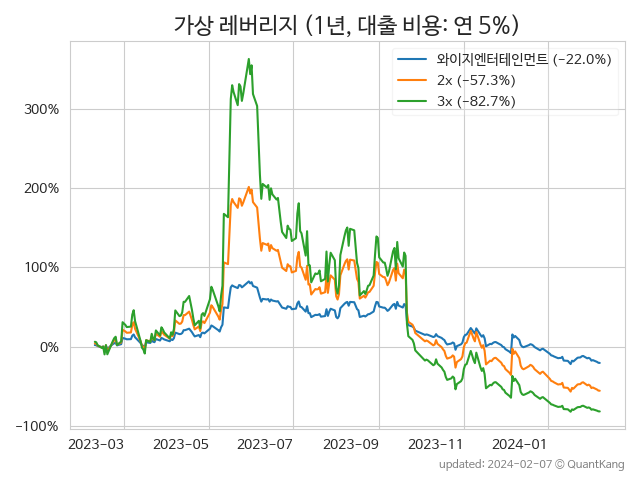 가상 레버리지 (1년, 대출 비용: 연 5%)
와이지엔터테인먼트 (−22.0%)
2x (−57.3%)
3x (−82.7%)
300%
200%
100%
0%
−100%
2023−03 2023−05 2023−07 2023−09 2023−11 2024−01
updated: 2024−02−07 © QuantKang